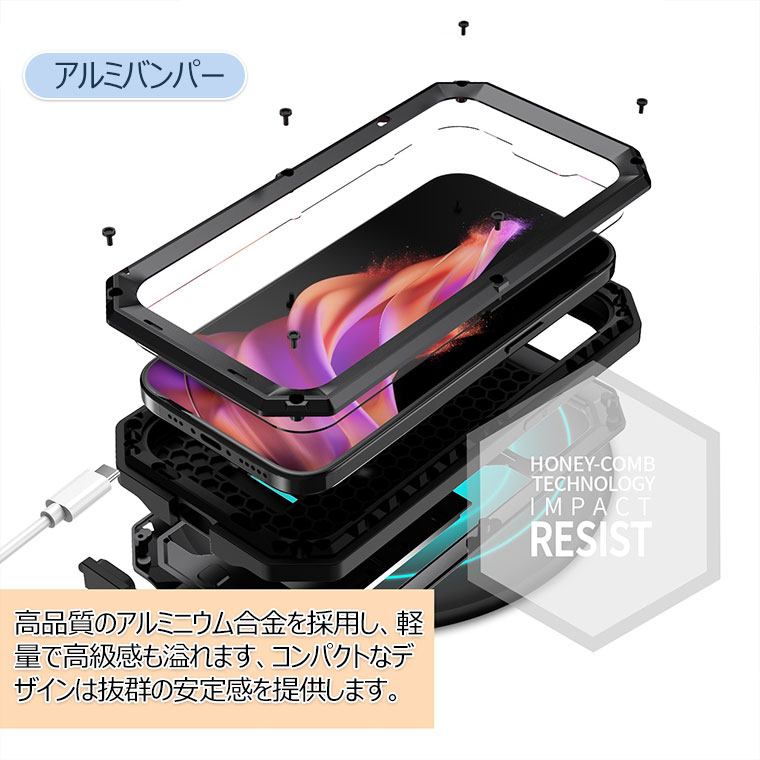 アルミバンパー
HONEY-COMB
TECHNOLOGY
IMPACT
RESIST
高品質のアルミニウム合金を採用し、軽
量で高級感も溢れます、コンパクトなデ
ザインは抜群の安定感を提供します。